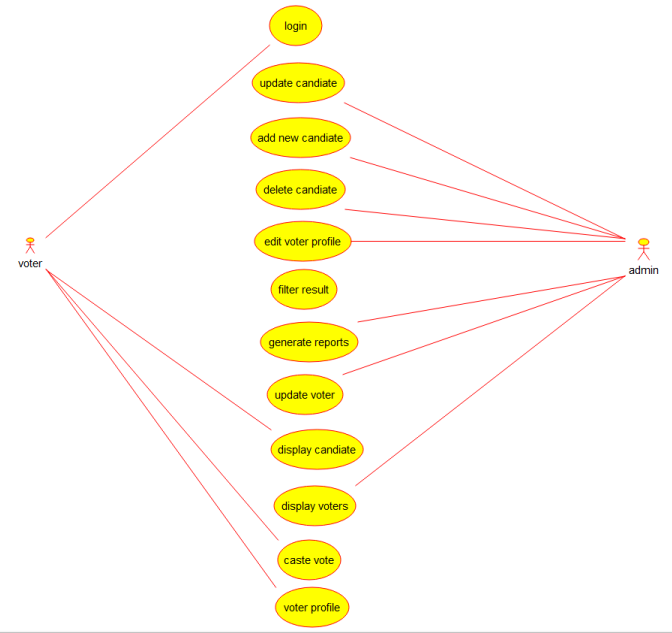 login
update candiate
add new candiate
delete candiate
edit voter profile
voter
admin
filter result
generate reports
update voter
display candiate
display voters
caste vote
voter profile